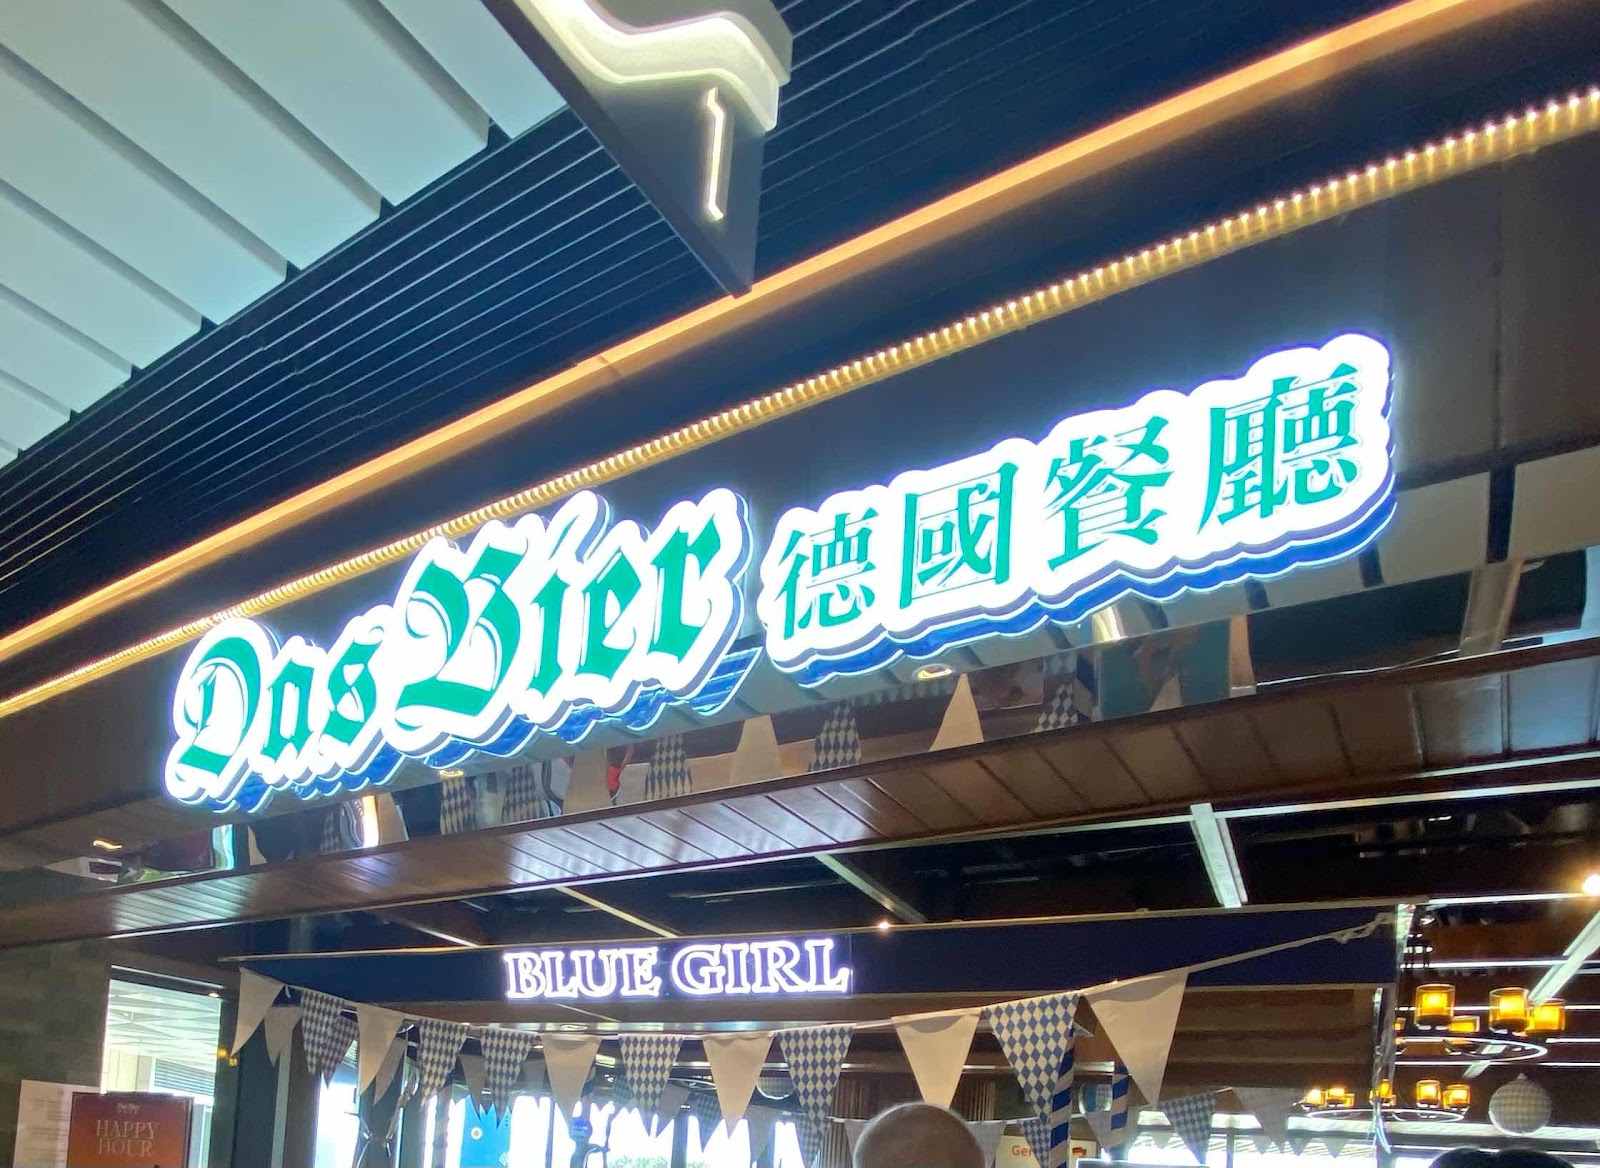 Das Bier 德國餐廳
BLUE GIRL
HAPPY
HOUR